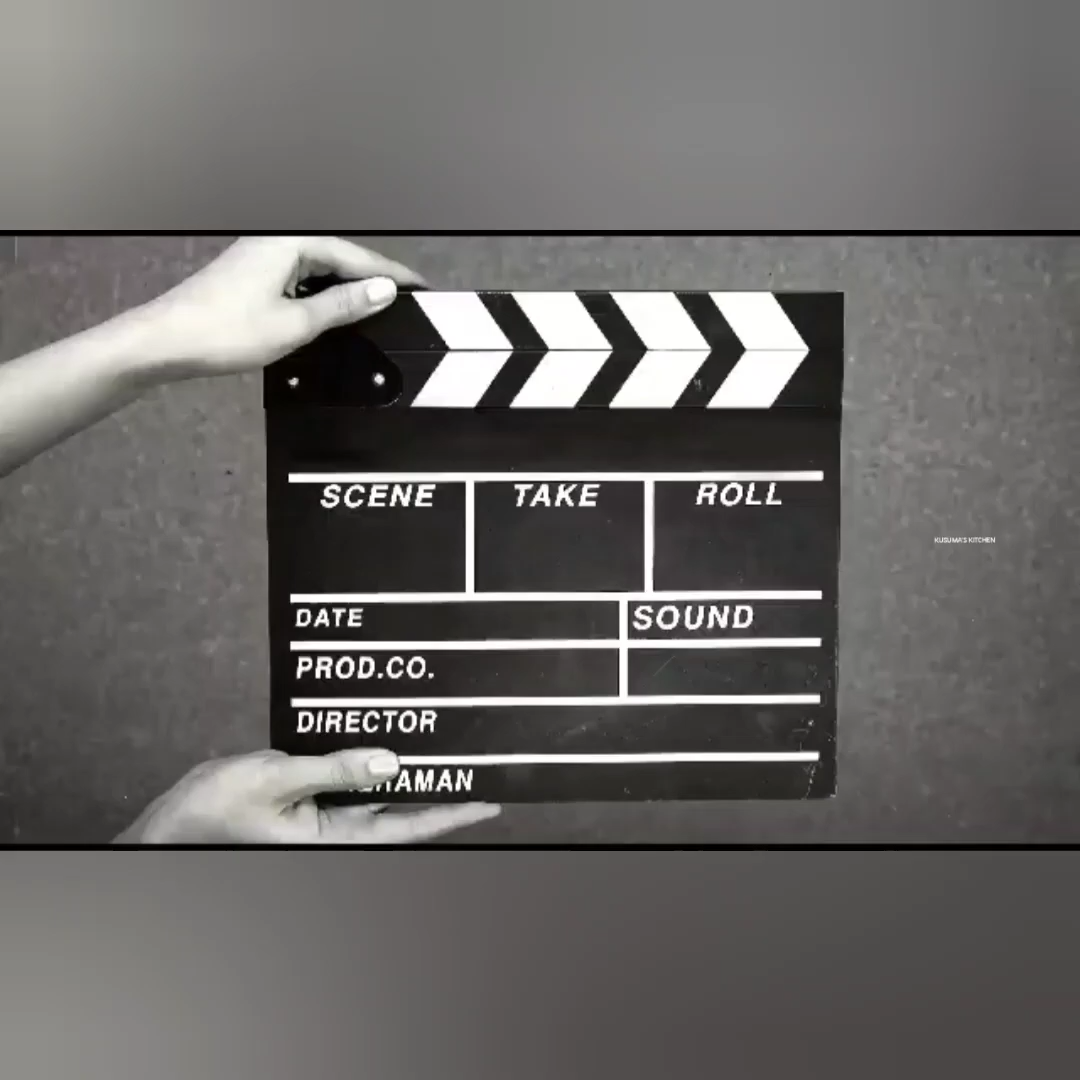 SCENE TAKE ROLL
KUSUMA'S KITCHEN
DATE SOUND
PROD.CO.
DIRECTOR